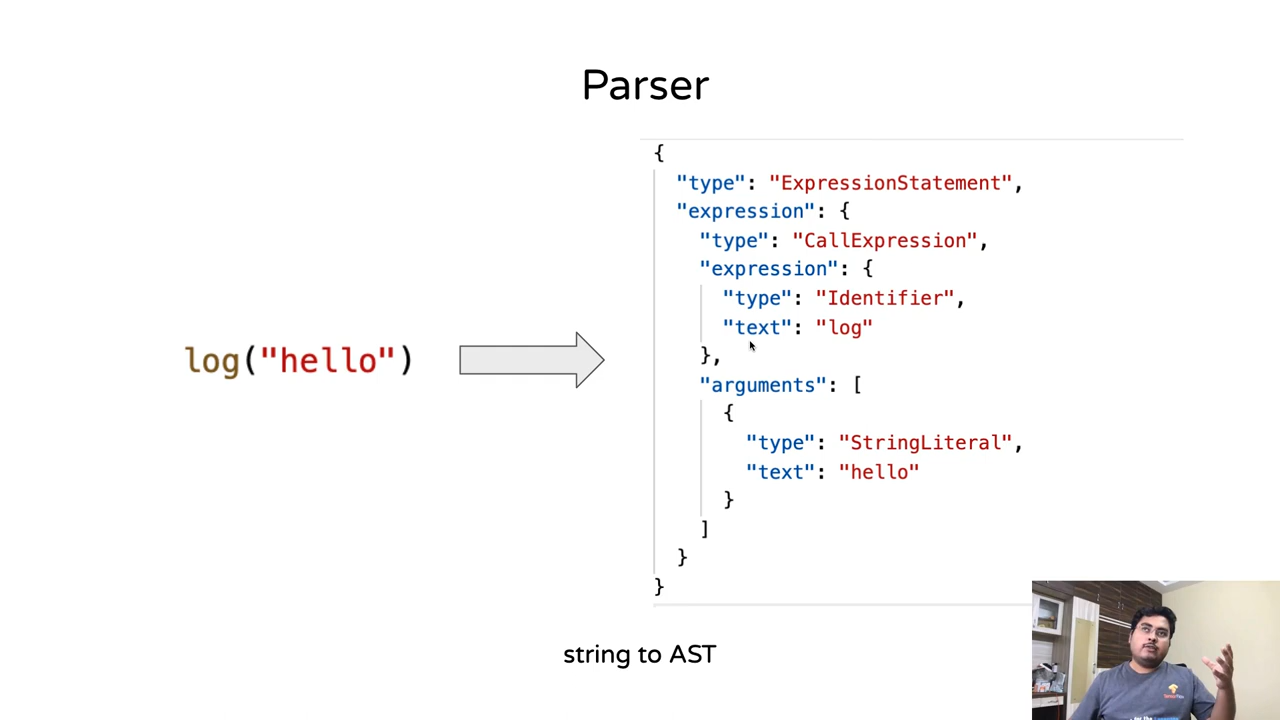 Parser
log("hello")
{
"type": "ExpressionStatement",
"expression": {
"type": "CallExpression",
"expression": {
"type": "Identifier",
"text": "log"
},
"arguments": [
{
"type": "StringLiteral",
"text": "hello"
}
]
}
}
string to AST